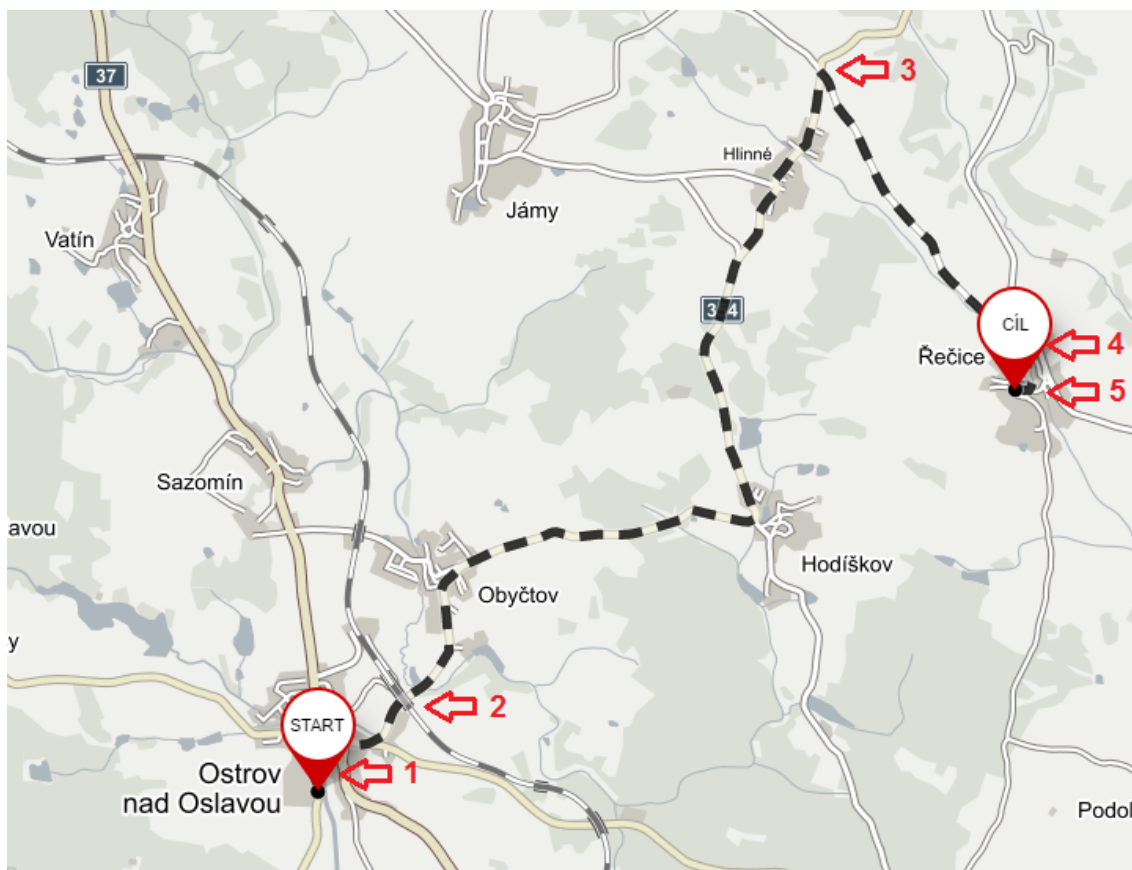 37
3
Hlinné
Jámy
Vatín
CÍL
4
Řečice
5
Sazomín
avou
Hodíškov
Obyčtov
y
2
START
1
Ostrov
nad Oslavou
Podol